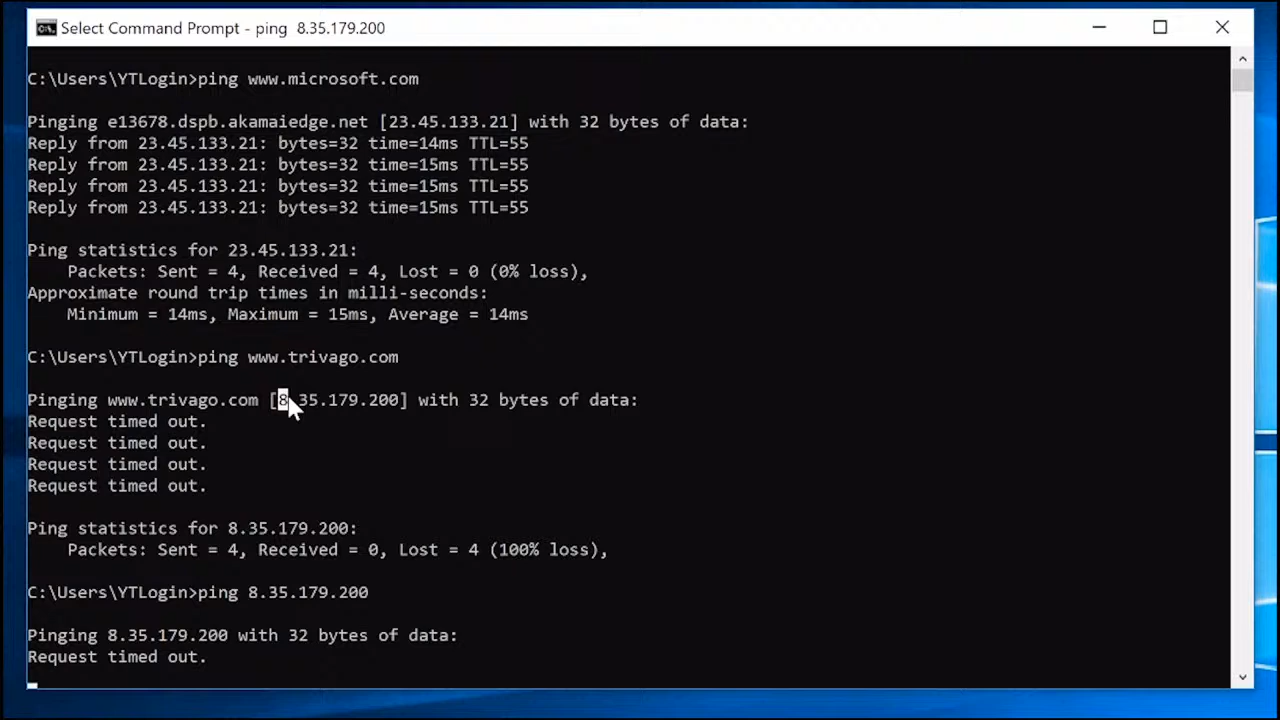 Select Command Prompt - ping  8.35.179.200
C:\Users\YTLogin>ping www.microsoft.com
Pinging e13678.dspb.akamaiedge.net [23.45.133.21] with 32 bytes of data:
Reply from 23.45.133.21: bytes=32 time=14ms TTL=55
Reply from 23.45.133.21: bytes=32 time=15ms TTL=55
Reply from 23.45.133.21: bytes=32 time=15ms TTL=55
Reply from 23.45.133.21: bytes=32 time=15ms TTL=55
Ping statistics for 23.45.133.21:
    Packets: Sent = 4, Received = 4, Lost = 0 (0% loss),
Approximate round trip times in milli-seconds:
    Minimum = 14ms, Maximum = 15ms, Average = 14ms
C:\Users\YTLogin>ping www.trivago.com
Pinging www.trivago.com [8.35.179.200] with 32 bytes of data:
Request timed out.
Request timed out.
Request timed out.
Request timed out.
Ping statistics for 8.35.179.200:
    Packets: Sent = 4, Received = 0, Lost = 4 (100% loss),
C:\Users\YTLogin>ping 8.35.179.200
Pinging 8.35.179.200 with 32 bytes of data:
Request timed out.